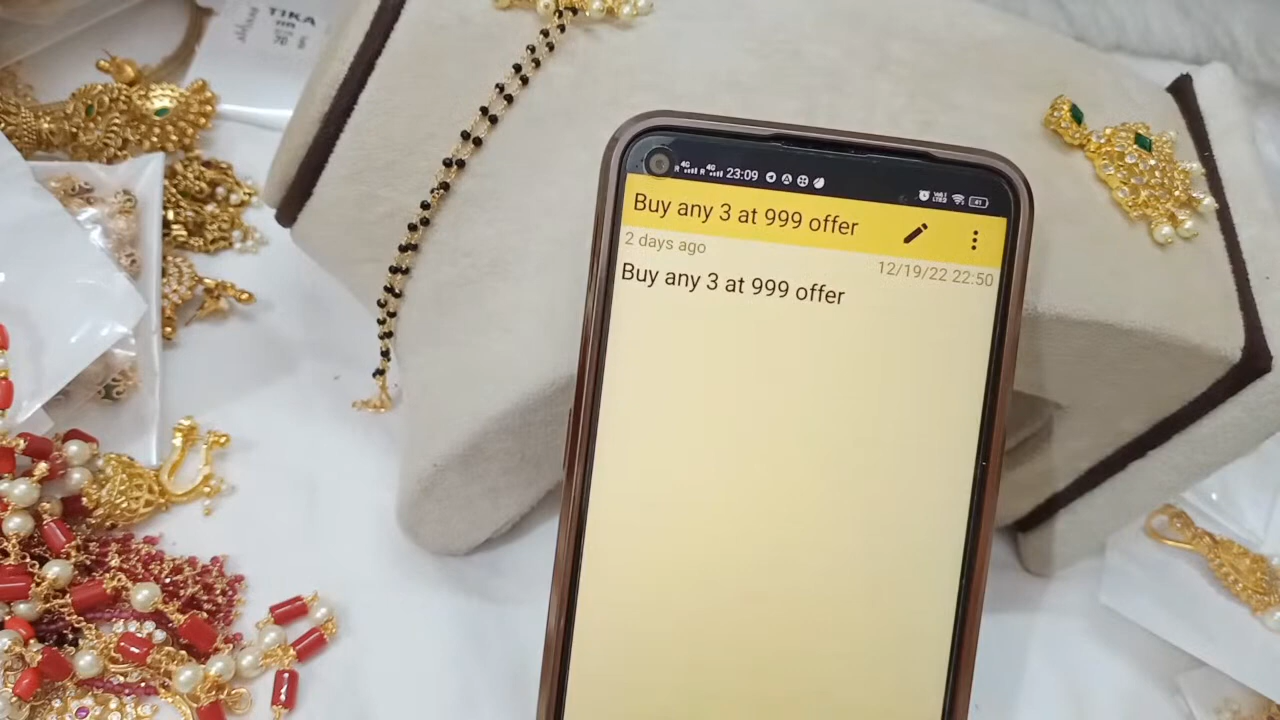 TIKA
23:09
41
Buy any 3 at 999 offer
2 days ago
12/19/22 22:50
Buy any 3 at 999 offer